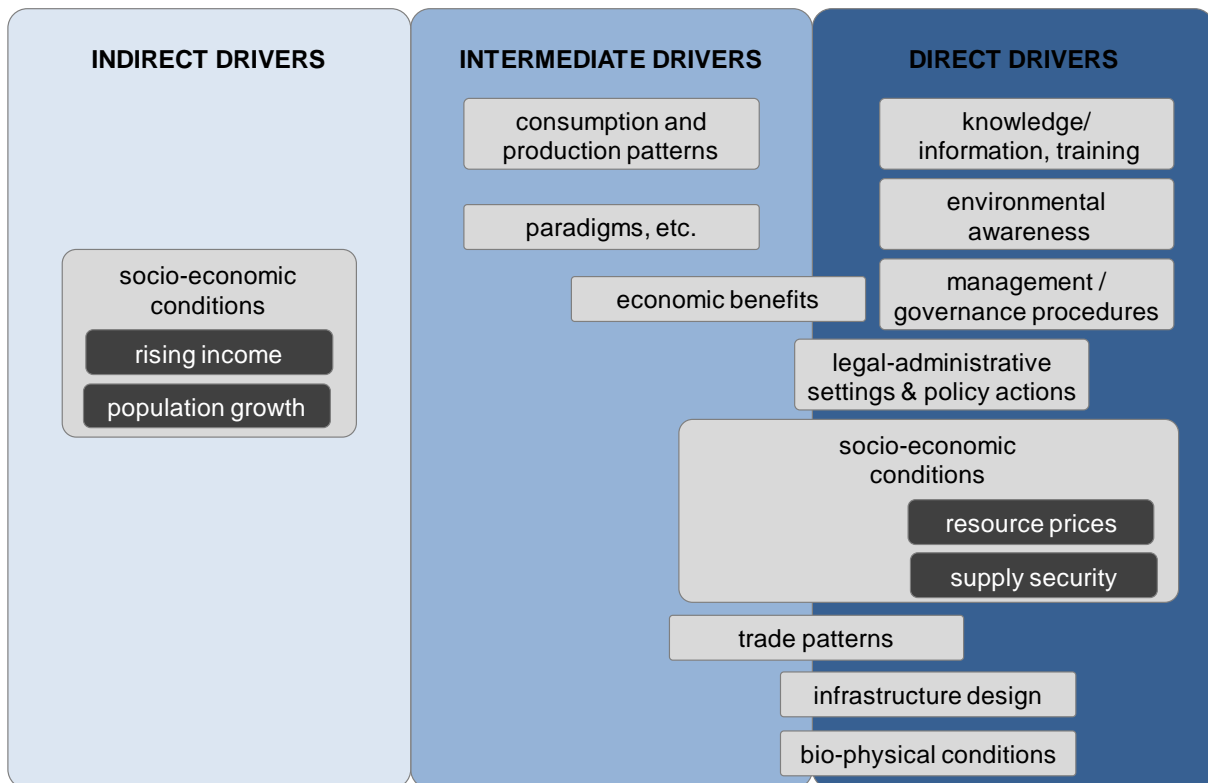 INDIRECT DRIVERS
socio-economic
conditions
rising income
population growth
INTERMEDIATE DRIVERS
consumption and
production patterns
paradigms, etc.
economic benefits
DIRECT DRIVERS
knowledge/
information, training
environmental
awareness
management /
governance procedures
legal-administrative
settings & policy actions
socio-economic
conditions
resource prices
supply security
trade patterns
infrastructure design
bio-physical conditions